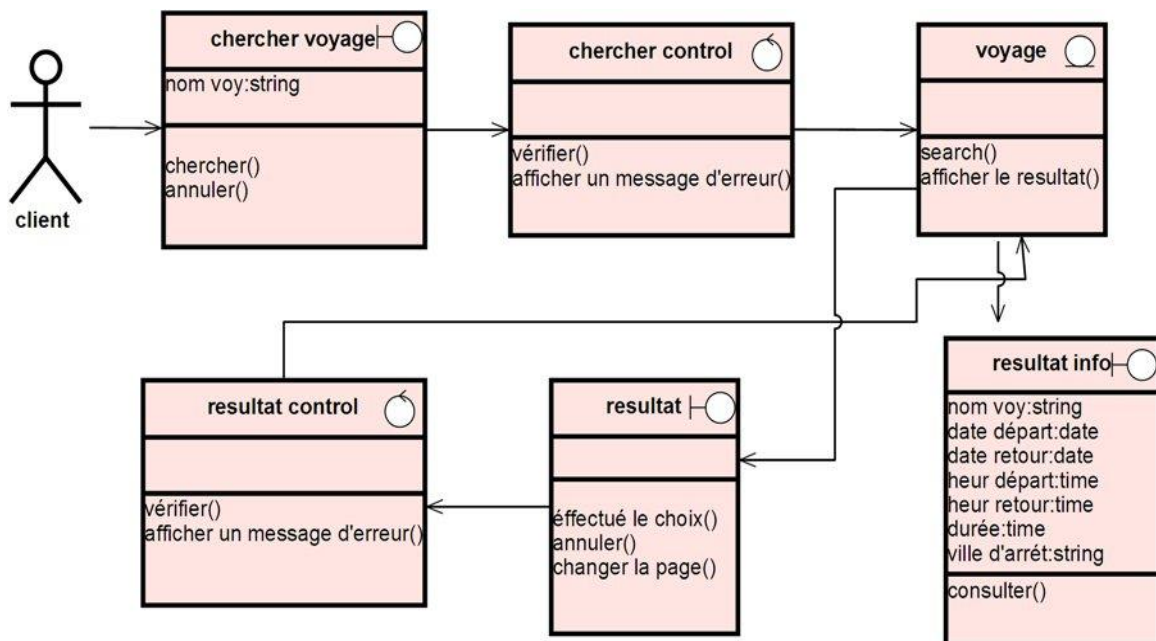 chercher voyage
nom voy:string
chercher()
annuler()
client
chercher control
vérifier()
afficher un message d'erreur()
voyage
search()
afficher le resultat()
resultat control
vérifier()
afficher un message d'erreur()
resultat
éffectué le choix()
annuler()
changer la page()
resultat info
nom voy:string
date départ:date
date retour:date
heur départ:time
heur retour:time
durée:time
ville d'arrét:string
consulter()